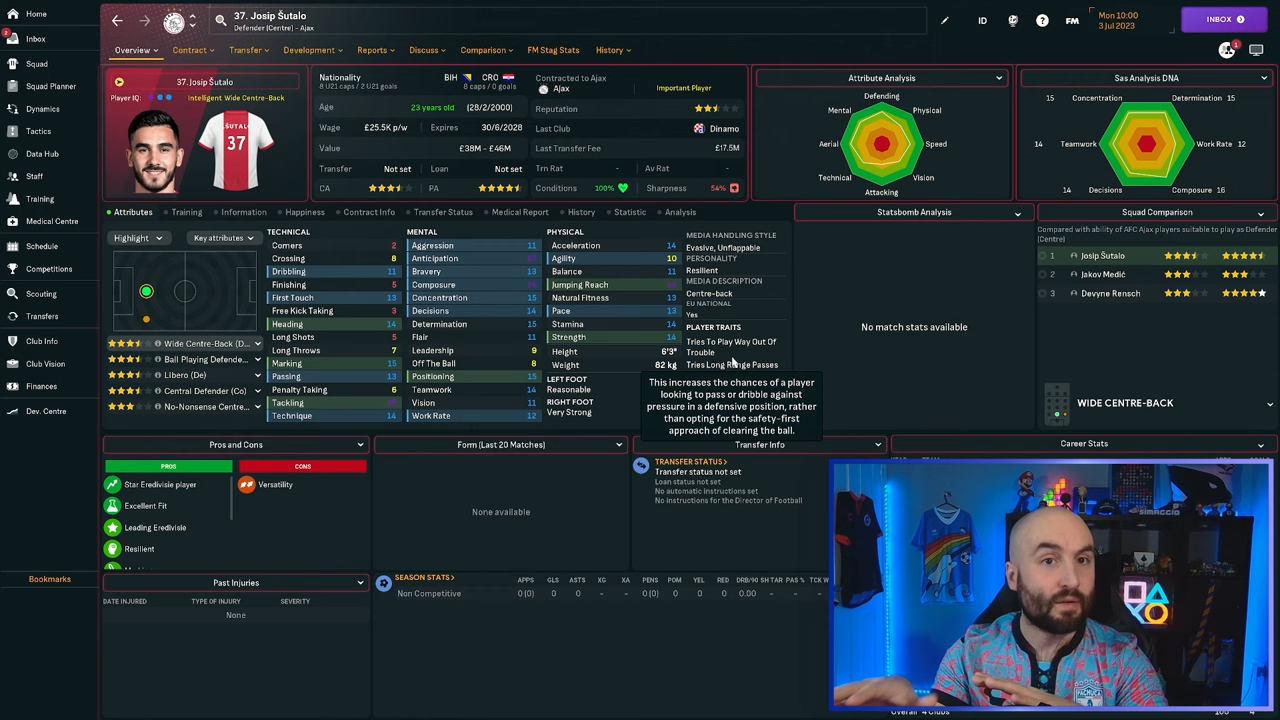 37. Josip Šutalo
Defender (Centre) - Ajax
ID
FM
Mon 10:00
3 Jul 2023
INBOX
Home
2
Inbox
Squad
Squad Planner
Dynamics
Tactics
Data Hub
Staff
Training
Medical Centre
Schedule
Competitions
Scouting
Transfers
Club Info
Club Vision
Finances
Dev. Centre
Bookmarks
Overview Contract Transfer Development Reports Discuss Comparison FM Stag Stats History
1
37. Josip Šutalo
Player IQ: Intelligent Wide Centre-Back
ŠUTALO
37
Nationality BIH CRO
8 U21 caps / 2 U21 goals 8 caps / 0 goals
Age 23 years old (28/2/2000)
Wage £25.5K p/w Expires 30/6/2028
Value £38M - £46M
Transfer Not set Loan Not set
CA PA
Contracted to Ajax
Ajax Important Player
Reputation
Last Club Dinamo
Last Transfer Fee £17.5M
Trn Rat - Av Rat -
Conditions 100% Sharpness 54%
Attribute Analysis
Defending
Mental Physical
Aerial Speed
Technical Vision
Attacking
Sas Analysis DNA
15 Concentration Determination 15
14 Teamwork Work Rate 12
14 Decisions Composure 16
Attributes Training Information Happiness Contract Info Transfer Status Medical Report History Statistic Analysis
Highlight Key attributes
Wide Centre-Back (D...
Ball Playing Defende...
Libero (De)
Central Defender (Co)
No-Nonsense Centre...
TECHNICAL
Corners 2
Crossing 8
Dribbling 11
Finishing 5
First Touch 13
Free Kick Taking 3
Heading 14
Long Shots 5
Long Throws 7
Marking 15
Passing 13
Penalty Taking 6
Tackling
Technique 14
MENTAL
Aggression 11
Anticipation
Bravery 13
Composure
Concentration 15
Decisions 14
Determination 15
Flair 11
Leadership 9
Off The Ball 8
Positioning 15
Teamwork 14
Vision 11
Work Rate 12
PHYSICAL
Acceleration 14
Agility 10
Balance 11
Jumping Reach
Natural Fitness 13
Pace 13
Stamina 14
Strength 14
Height 6'3"
Weight 82 kg
LEFT FOOT
Reasonable
RIGHT FOOT
Very Strong
MEDIA HANDLING STYLE
Evasive, Unflappable
PERSONALITY
Resilient
MEDIA DESCRIPTION
Centre-back
EU NATIONAL
Yes
PLAYER TRAITS
Tries To Play Way Out Of
Trouble
Tries Long Range Passes
This increases the chances of a player
looking to pass or dribble against
pressure in a defensive position, rather
than opting for the safety-first
approach of clearing the ball.
Statsbomb Analysis
No match stats available
Squad Comparison
Compared with ability of AFC Ajax players suitable to play as Defender
(Centre)
1 Josip Šutalo
2 Jakov Medić
3 Devyne Rensch
WIDE CENTRE-BACK
Pros and Cons
PROS CONS
Star Eredivisie player
Excellent Fit
Leading Eredivisie
Resilient
Versatility
Form (Last 20 Matches)
None available
Transfer Info
TRANSFER STATUS>
Transfer status not set
Loan status not set
No automatic instructions set
No instructions for the Director of Football
Career Stats
Past Injuries
DATE INJURED TYPE OF INJURY SEVERITY
None
SEASON STATS>
APPS GLS ASTS XG XA PENS POM YEL RED DRB/90 SH TAR PAS % TCK W
Non Competitive 0 (0) 0 0 - - 0 (0) 0 0 0 0.00 - - -
SIMAGGIO
PACHUCA
Overall 4 Clubs